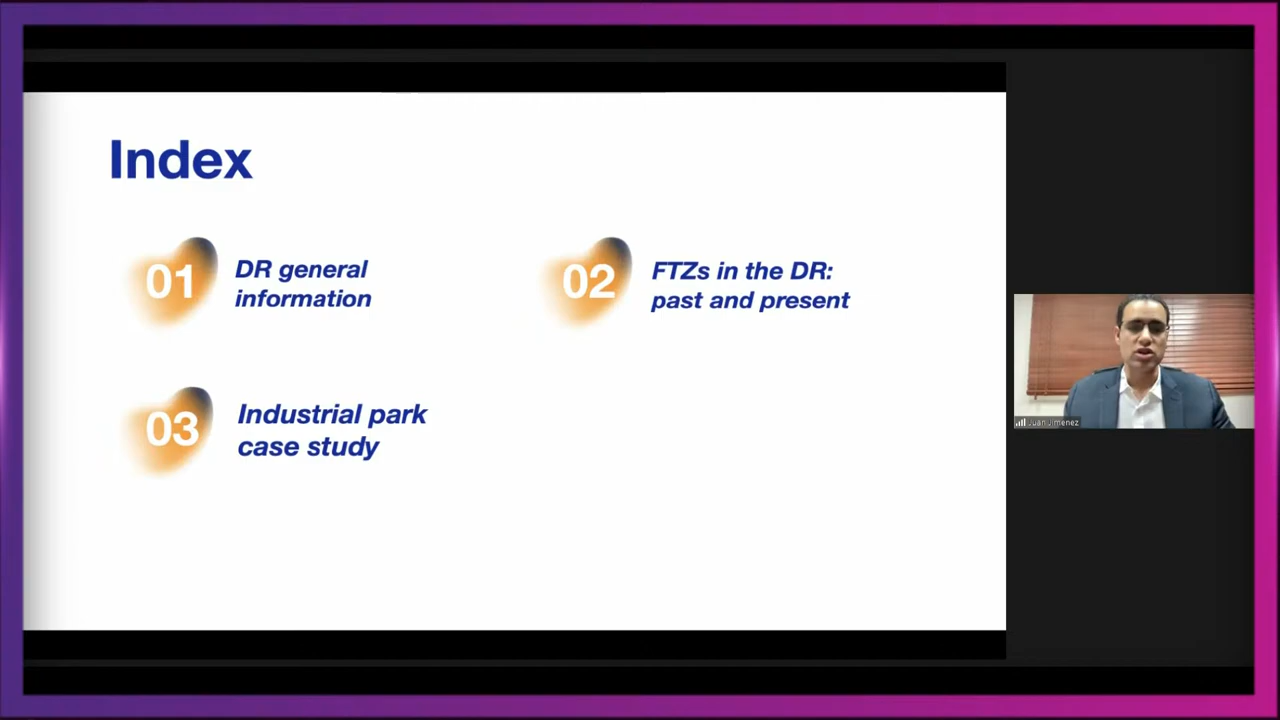 Index
01
DR general
information
02
FTZs in the DR:
past and present
03
Industrial park
case study
Juan Jimenez